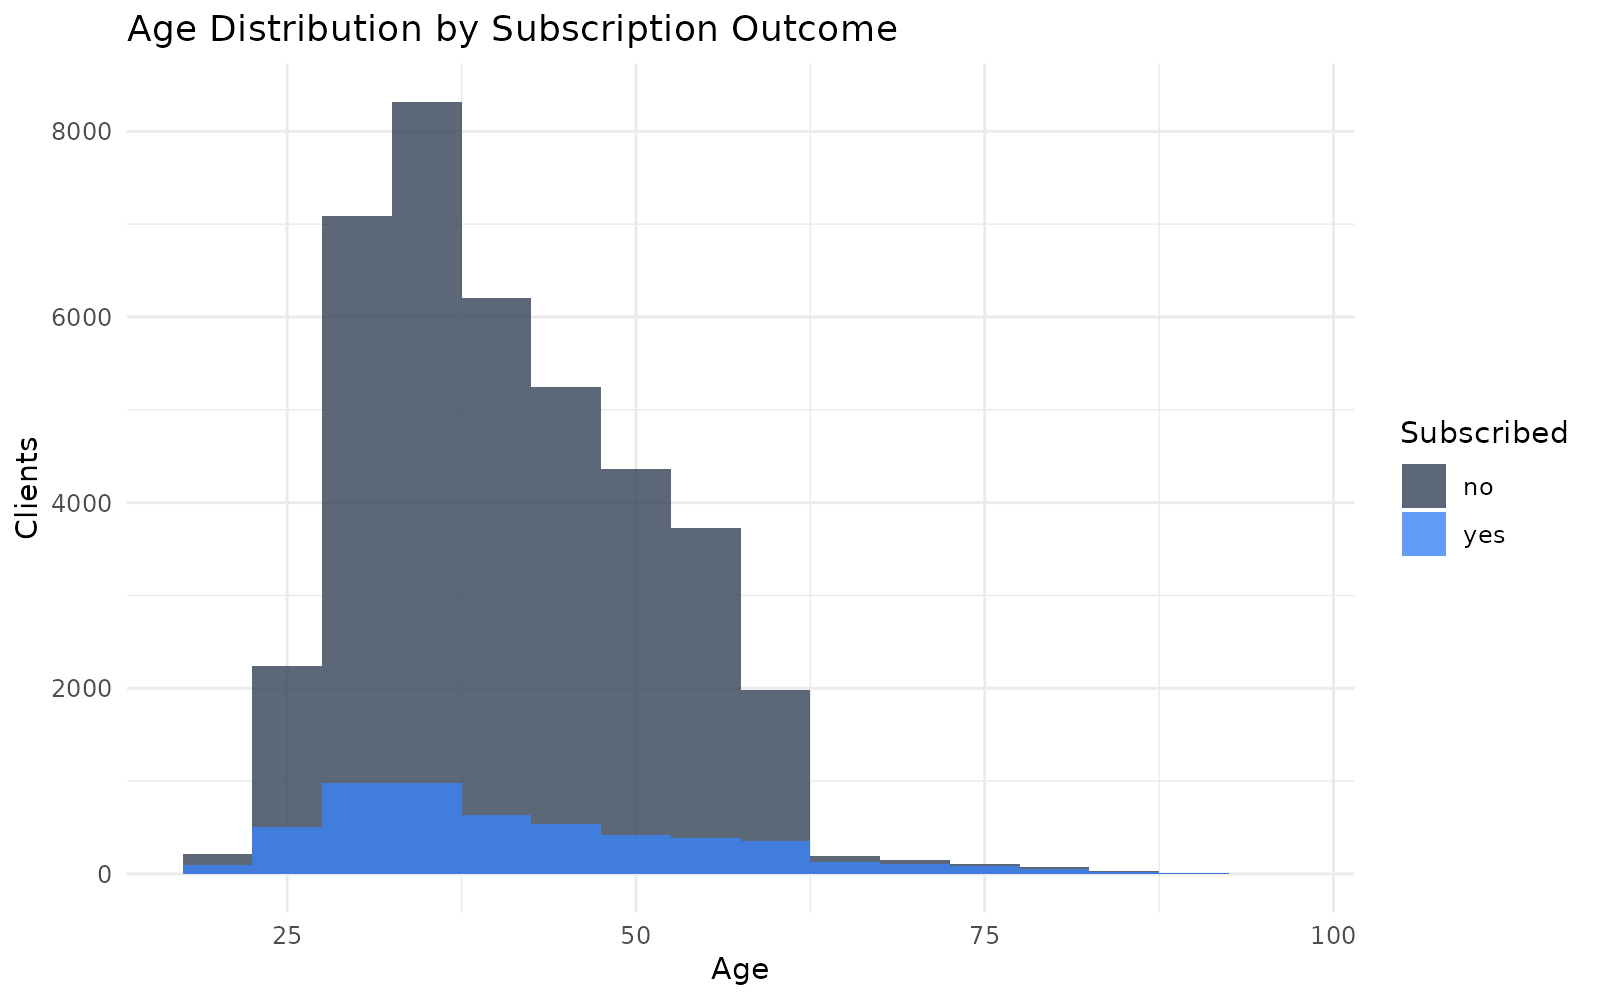 Age Distribution by Subscription Outcome
Clients
8000
6000
4000
2000
0
25 50 75 100
Age
Subscribed
no
yes